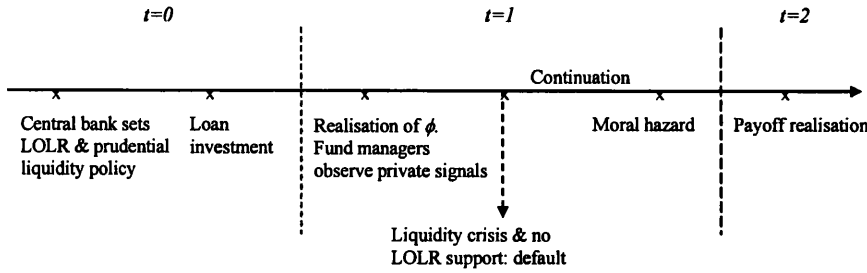 t=0
t=1
t=2
Continuation
Central bank sets
LOLR & prudential
liquidity policy
Loan
investment
Realisation of ϕ.
Fund managers
observe private signals
Moral hazard
Payoff realisation
Liquidity crisis & no
LOLR support: default